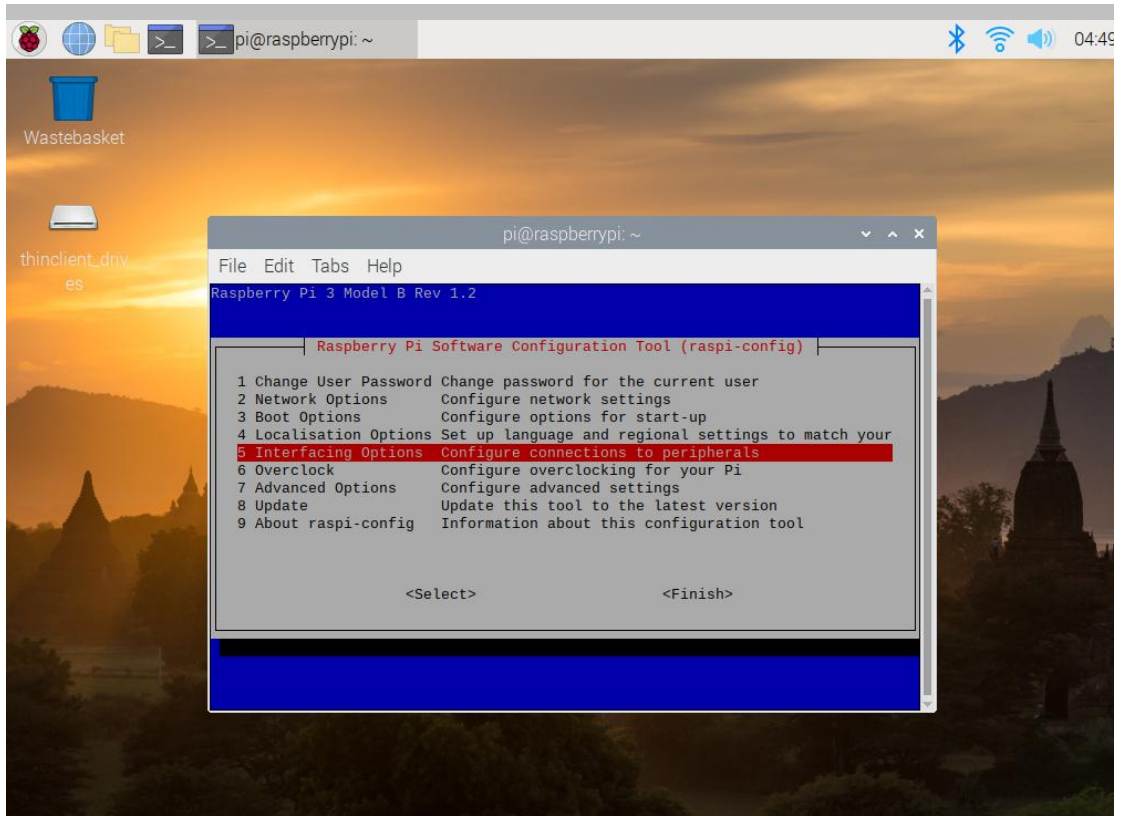 >_ >_ pi@raspberrypi: ~ 04:49
Wastebasket
thinclient_driv
es
pi@raspberrypi: ~
File Edit Tabs Help
Raspberry Pi 3 Model B Rev 1.2
Raspberry Pi Software Configuration Tool (raspi-config)
1 Change User Password Change password for the current user
2 Network Options Configure network settings
3 Boot Options Configure options for start-up
4 Localisation Options Set up language and regional settings to match your
5 Interfacing Options Configure connections to peripherals
6 Overclock Configure overclocking for your Pi
7 Advanced Options Configure advanced settings
8 Update Update this tool to the latest version
9 About raspi-config Information about this configuration tool
<Select> <Finish>